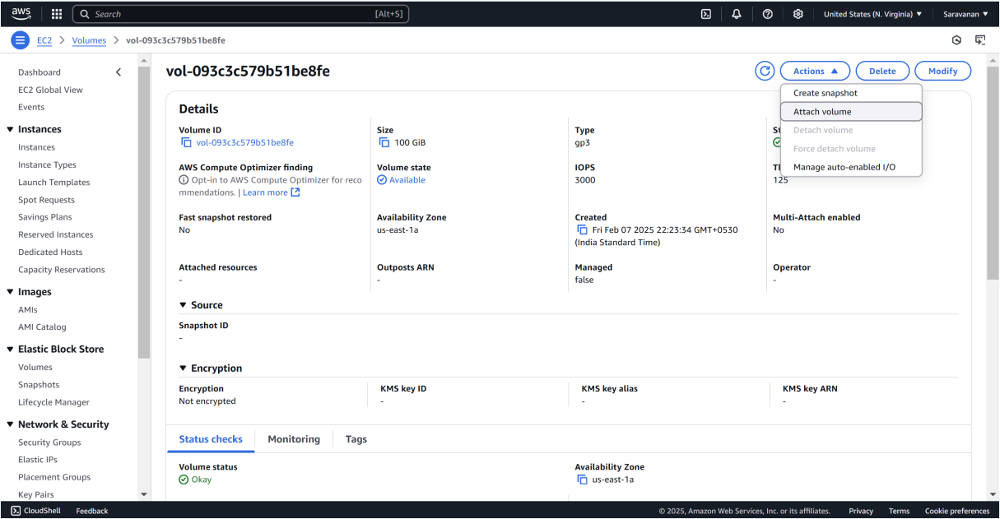 aws
Search [Alt+S]
United States (N. Virginia) ▼ Saravanan ▼
EC2 > Volumes > vol-093c3c579b51be8fe
Dashboard
EC2 Global View
Events
Instances
Instances
Instance Types
Launch Templates
Spot Requests
Savings Plans
Reserved Instances
Dedicated Hosts
Capacity Reservations
Images
AMIs
AMI Catalog
Elastic Block Store
Volumes
Snapshots
Lifecycle Manager
Network & Security
Security Groups
Elastic IPs
Placement Groups
Key Pairs
vol-093c3c579b51be8fe
Actions Delete Modify
Create snapshot
Attach volume
Detach volume
Force detach volume
Manage auto-enabled I/O
Details
Volume ID
vol-093c3c579b51be8fe
Size
100 GiB
Type
gp3
AWS Compute Optimizer finding
Opt-in to AWS Compute Optimizer for reco
mmendations. | Learn more
Volume state
Available
IOPS
3000
125
Fast snapshot restored
No
Availability Zone
us-east-1a
Created
Fri Feb 07 2025 22:23:34 GMT+0530
(India Standard Time)
Multi-Attach enabled
No
Attached resources
-
Outposts ARN
-
Managed
false
Operator
-
Source
Snapshot ID
-
Encryption
Encryption
Not encrypted
KMS key ID
-
KMS key alias
-
KMS key ARN
-
Status checks Monitoring Tags
Volume status
Okay
Availability Zone
us-east-1a
CloudShell Feedback
© 2025, Amazon Web Services, Inc. or its affiliates. Privacy Terms Cookie preferences